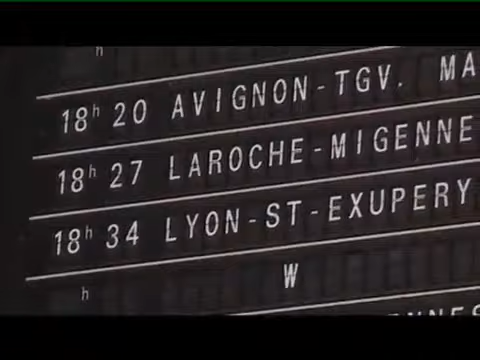 h
18h 20 AVIGNON-TGV. MA
18h 27 LAROCHE-MIGENNE
18h 34 LYON-ST-EXUPERY
h W